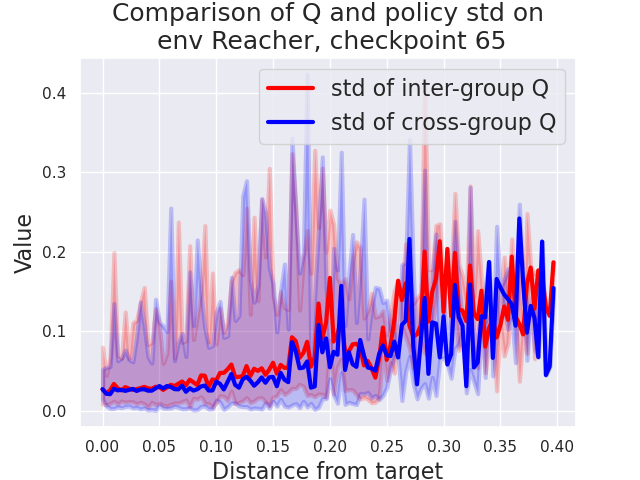 Comparison of Q and policy std on
env Reacher, checkpoint 65
std of inter-group Q
std of cross-group Q
Value
0.4
0.3
0.2
0.1
0.0
0.00 0.05 0.10 0.15 0.20 0.25 0.30 0.35 0.40
Distance from target